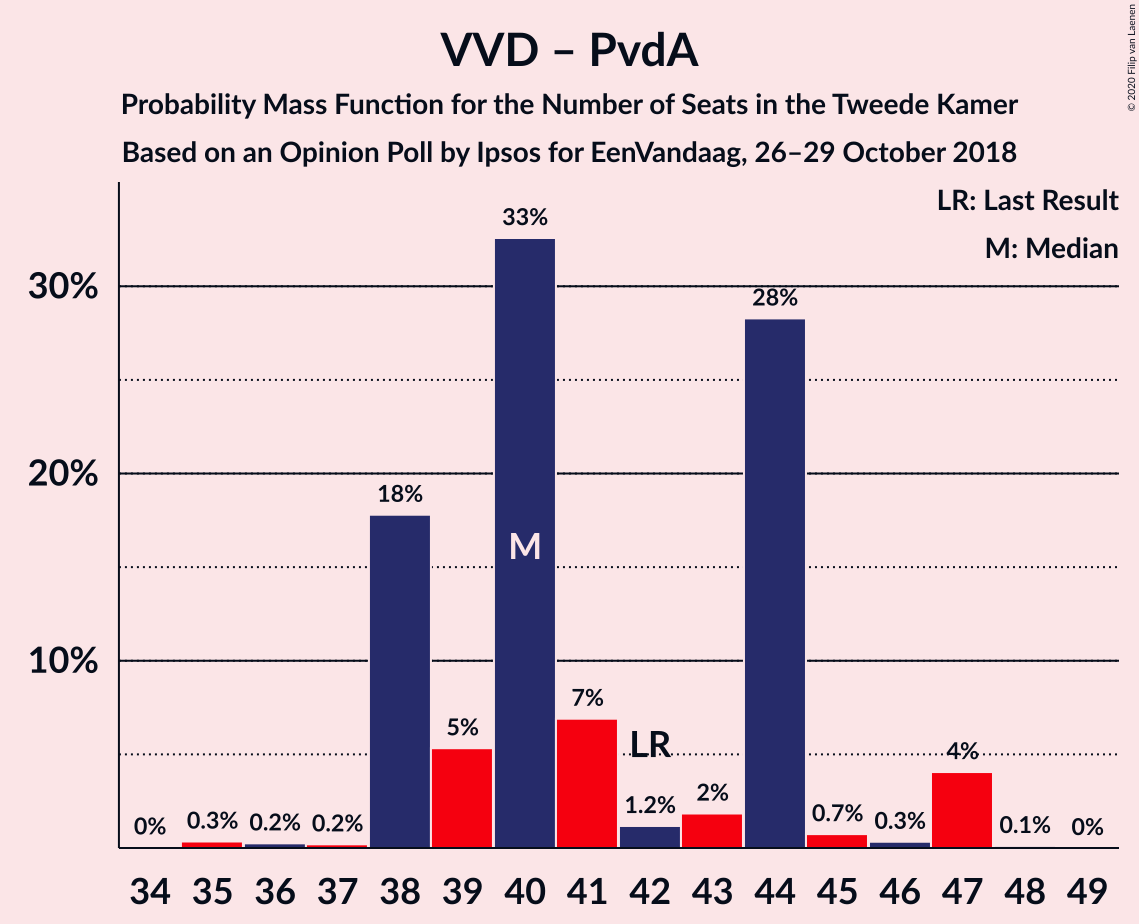 VVD – PvdA
Probability Mass Function for the Number of Seats in the Tweede Kamer
Based on an Opinion Poll by Ipsos for EenVandaag, 26–29 October 2018
© 2020 Filip van Laenen
LR: Last Result
M: Median
30%
20%
10%
0%
0.3%
0.2%
0.2%
18%
5%
33%
M
7%
LR
1.2%
2%
28%
0.7%
0.3%
4%
0.1%
0%
34 35 36 37 38 39 40 41 42 43 44 45 46 47 48 49